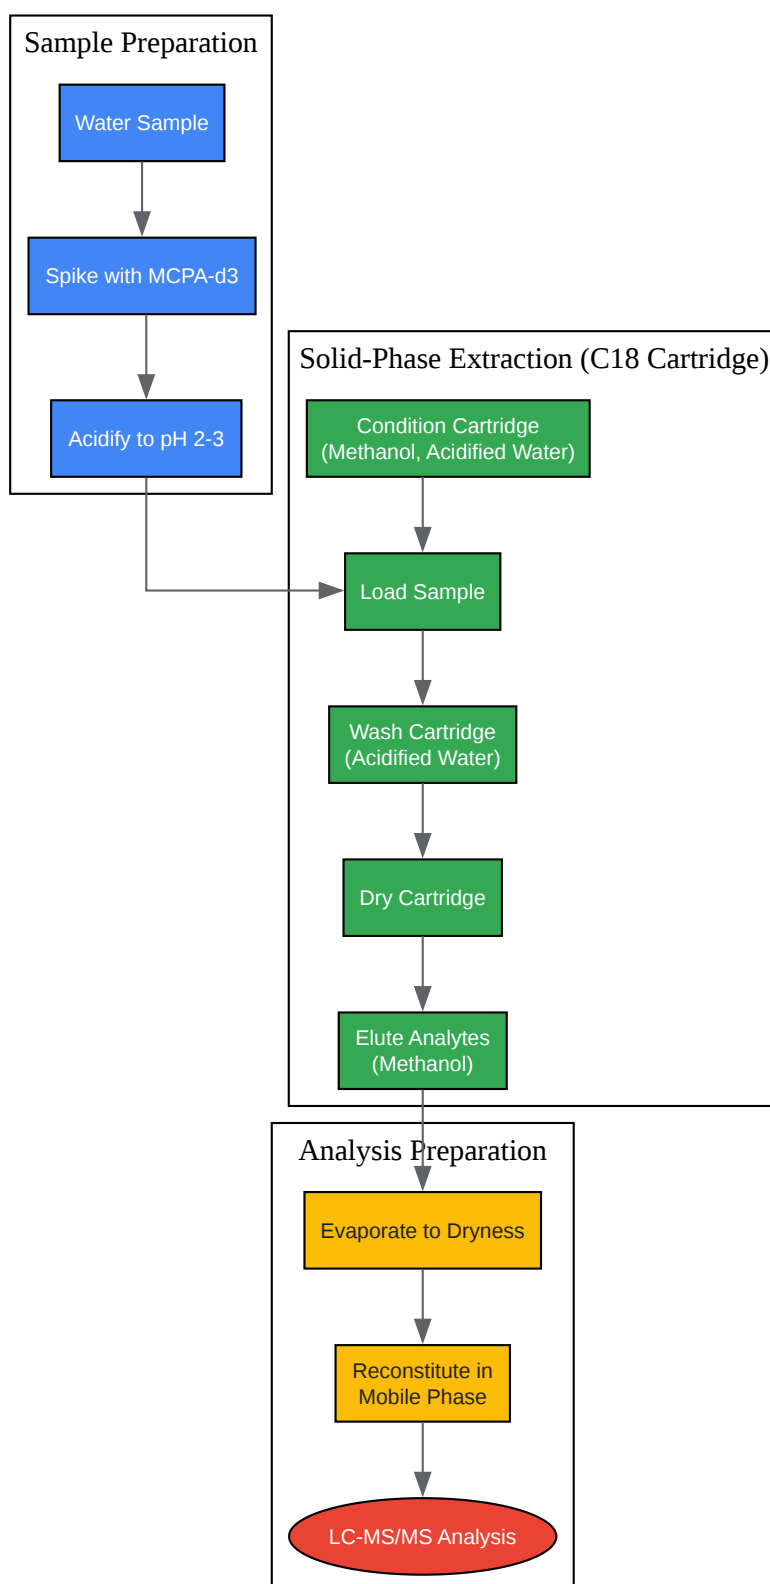 Sample Preparation
Water Sample
Spike with MCPA-d3
Acidify to pH 2-3
Solid-Phase Extraction (C18 Cartridge)
Condition Cartridge
(Methanol, Acidified Water)
Load Sample
Wash Cartridge
(Acidified Water)
Dry Cartridge
Elute Analytes
(Methanol)
Analysis Preparation
Evaporate to Dryness
Reconstitute in
Mobile Phase
LC-MS/MS Analysis